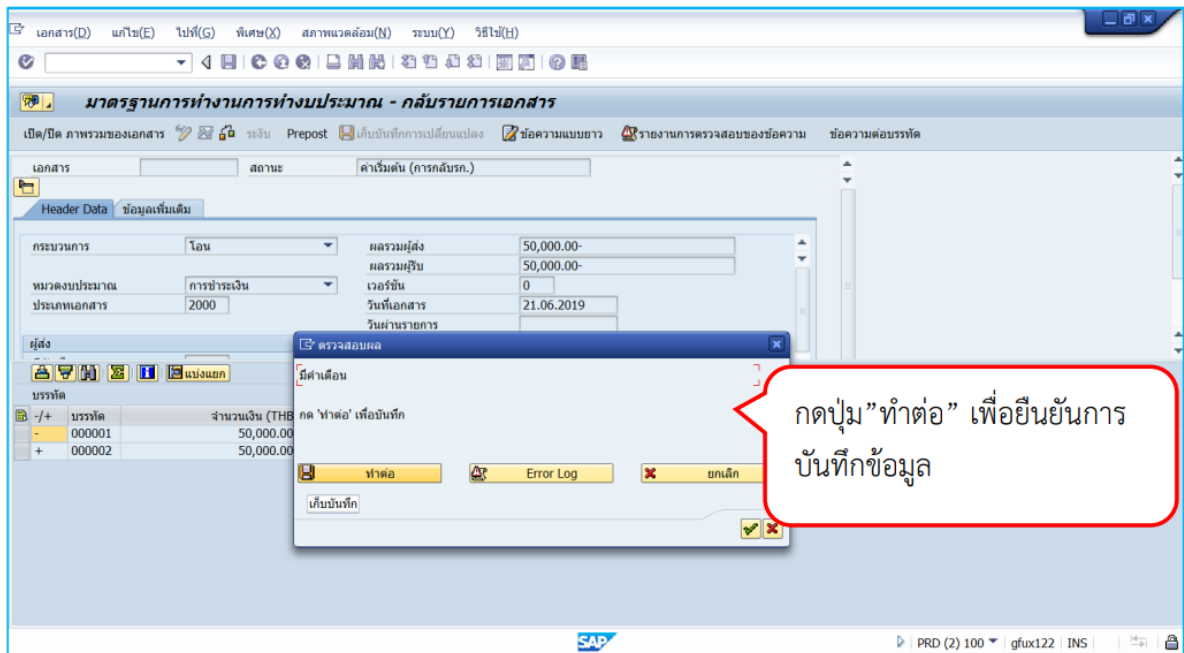 เอกสาร(D) แก้ไข(E) ไปที่(G) พิเศษ(X) สภาพแวดล้อม(N) ระบบ(Y) วิธีใช้(H)
มาตรฐานการทำงานการทำงบประมาณ - กลับรายการเอกสาร
เปิด/ปิด ภาพรวมของเอกสาร ระงับ Prepost เก็บบันทึกการเปลี่ยนแปลง ข้อความแบบยาว รายงานการตรวจสอบของข้อความ ข้อความต่อบรรทัด
เอกสาร สถานะ ค่าเริ่มต้น (การกลับรก.)
Header Data ข้อมูลเพิ่มเติม
กระบวนการ โอน ผลรวมผู้ส่ง 50,000.00-
ผลรวมผู้รับ 50,000.00-
หมวดงบประมาณ การชำระเงิน เวอร์ชัน 0
ประเภทเอกสาร 2000 วันที่เอกสาร 21.06.2019
วันผ่านรายการ
ผู้ส่ง
แบ่งแยก
บรรทัด
-/+ บรรทัด จำนวนเงิน (THB
- 000001 50,000.00
+ 000002 50,000.00
ตรวจสอบผล
มีคำเตือน
กด 'ทำต่อ' เพื่อบันทึก
ทำต่อ Error Log ยกเลิก
เก็บบันทึก
กดปุ่ม”ทำต่อ” เพื่อยืนยันการ
บันทึกข้อมูล
SAP PRD (2) 100 gfux122 INS